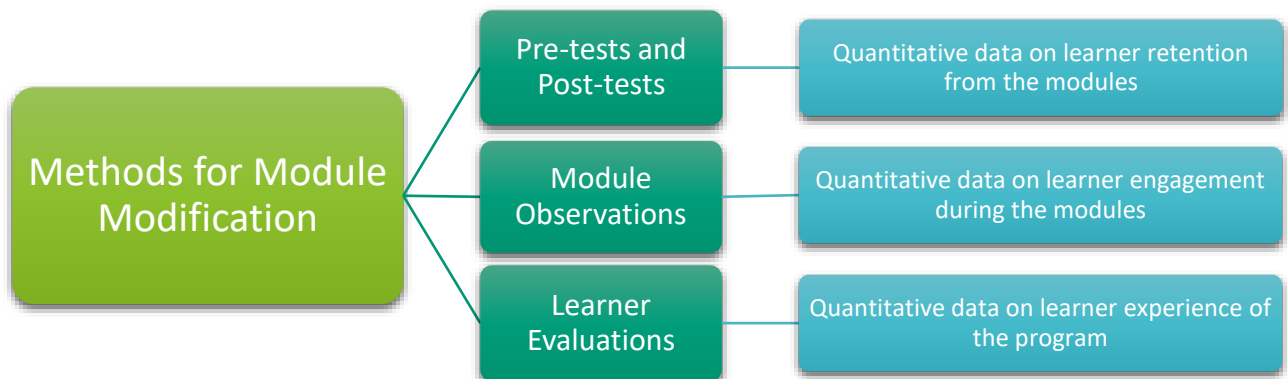 Methods for Module
Modification
Pre-tests and
Post-tests
Quantitative data on learner retention
from the modules
Module
Observations
Quantitative data on learner engagement
during the modules
Learner
Evaluations
Quantitative data on learner experience of
the program